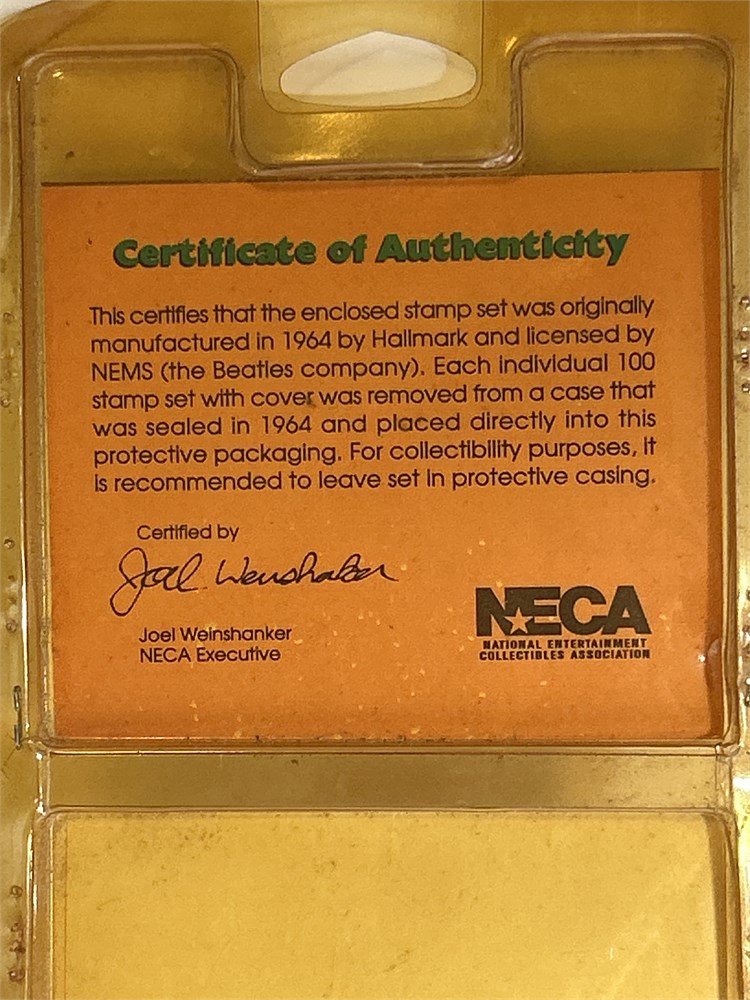 Certificate of Authenticity
This certifies that the enclosed stamp set was originally
manufactured in 1964 by Hallmark and licensed by
NEMS (the Beatles company). Each individual 100
stamp set with cover was removed from a case that
was sealed in 1964 and placed directly into this
protective packaging. For collectibility purposes, it
is recommended to leave set in protective casing.
Certified by
Joel Weinshanker
Joel Weinshanker
NECA Executive
NECA
NATIONAL ENTERTAINMENT
COLLECTIBLES ASSOCIATION